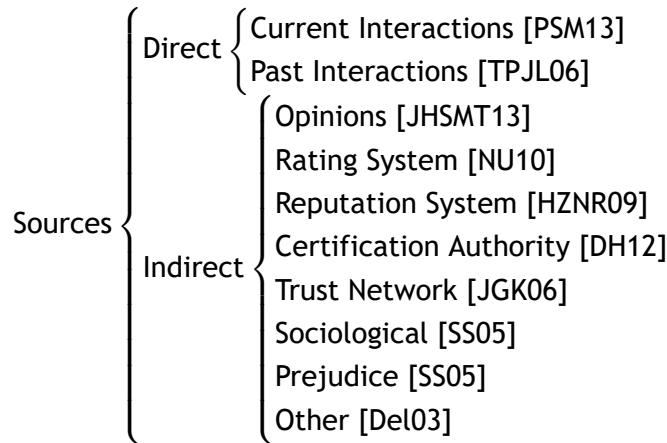 Sources
Direct
Current Interactions [PSM13]
Past Interactions [TPJL06]
Indirect
Opinions [JHSMT13]
Rating System [NU10]
Reputation System [HZNR09]
Certification Authority [DH12]
Trust Network [JGK06]
Sociological [SS05]
Prejudice [SS05]
Other [Del03]